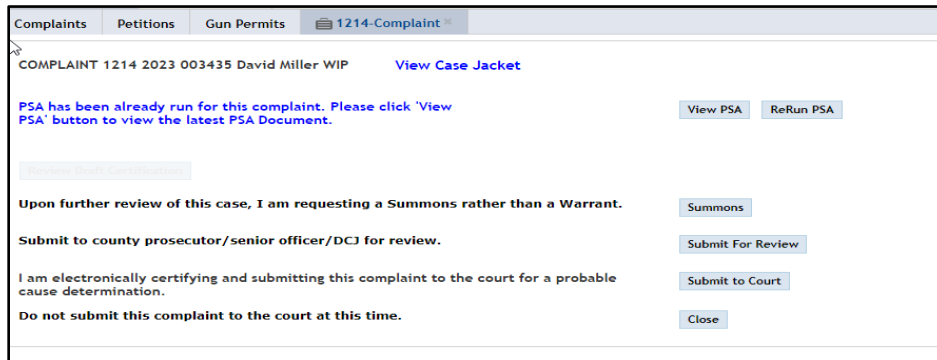 Complaints Petitions Gun Permits 1214-Complaint
COMPLAINT 1214 2023 003435 David Miller WIP View Case Jacket
PSA has been already run for this complaint. Please click 'View
PSA' button to view the latest PSA Document.
View PSA ReRun PSA
Review Draft Certification
Upon further review of this case, I am requesting a Summons rather than a Warrant.
Summons
Submit to county prosecutor/senior officer/DCJ for review.
Submit For Review
I am electronically certifying and submitting this complaint to the court for a probable
cause determination.
Submit to Court
Do not submit this complaint to the court at this time.
Close